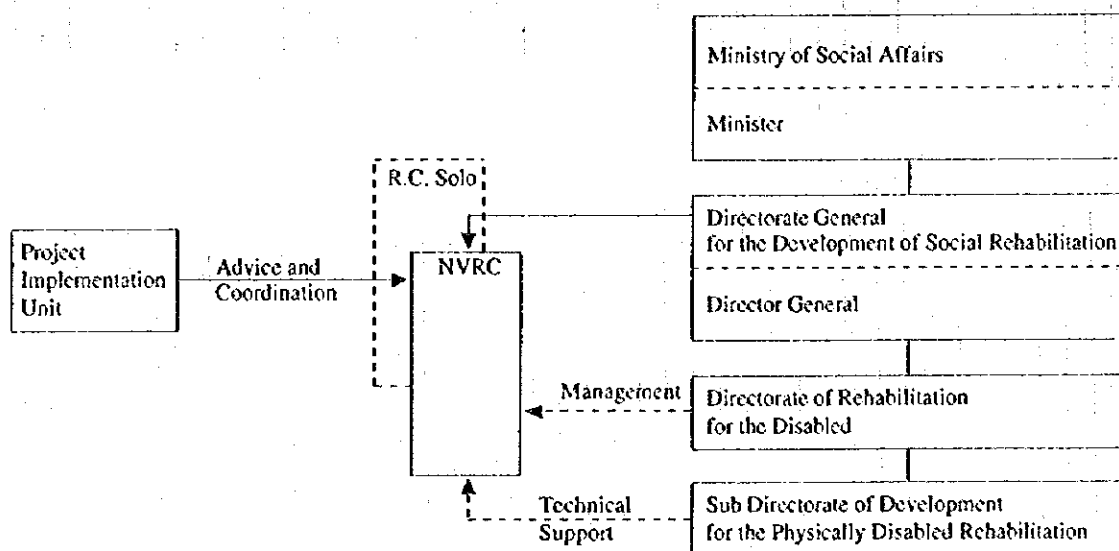 Ministry of Social Affairs
Minister
R.C. Solo
Directorate General
for the Development of Social Rehabilitation
Director General
Project
Implementation
Unit
Advice and
Coordination
NVRC
Management
Directorate of Rehabilitation
for the Disabled
Technical
Support
Sub Directorate of Development
for the Physically Disabled Rehabilitation